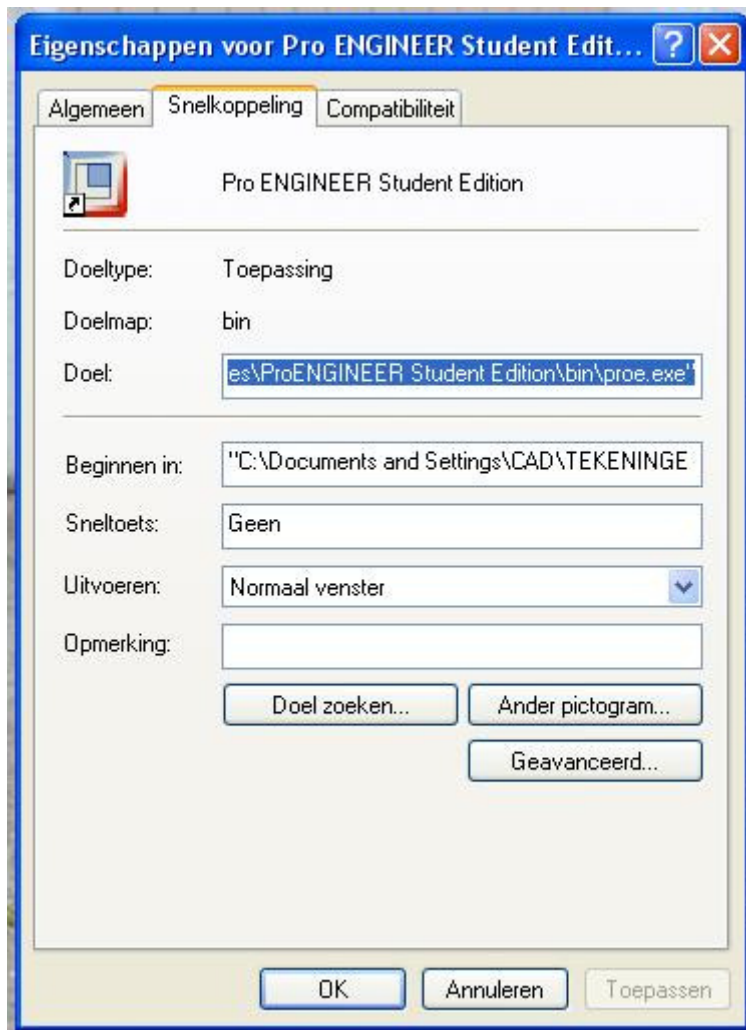 Eigenschappen voor Pro ENGINEER Student Edit...
Algemeen Snelkoppeling Compatibiliteit
Pro ENGINEER Student Edition
Doeltype: Toepassing
Doelmap: bin
Doel: es\ProENGINEER Student Edition\bin\proe.exe"
Beginnen in: "C:\Documents and Settings\CAD\TEKENINGE
Sneltoets: Geen
Uitvoeren: Normaal venster
Opmerking:
Doel zoeken... Ander pictogram...
Geavanceerd...
OK Annuleren Toepassen